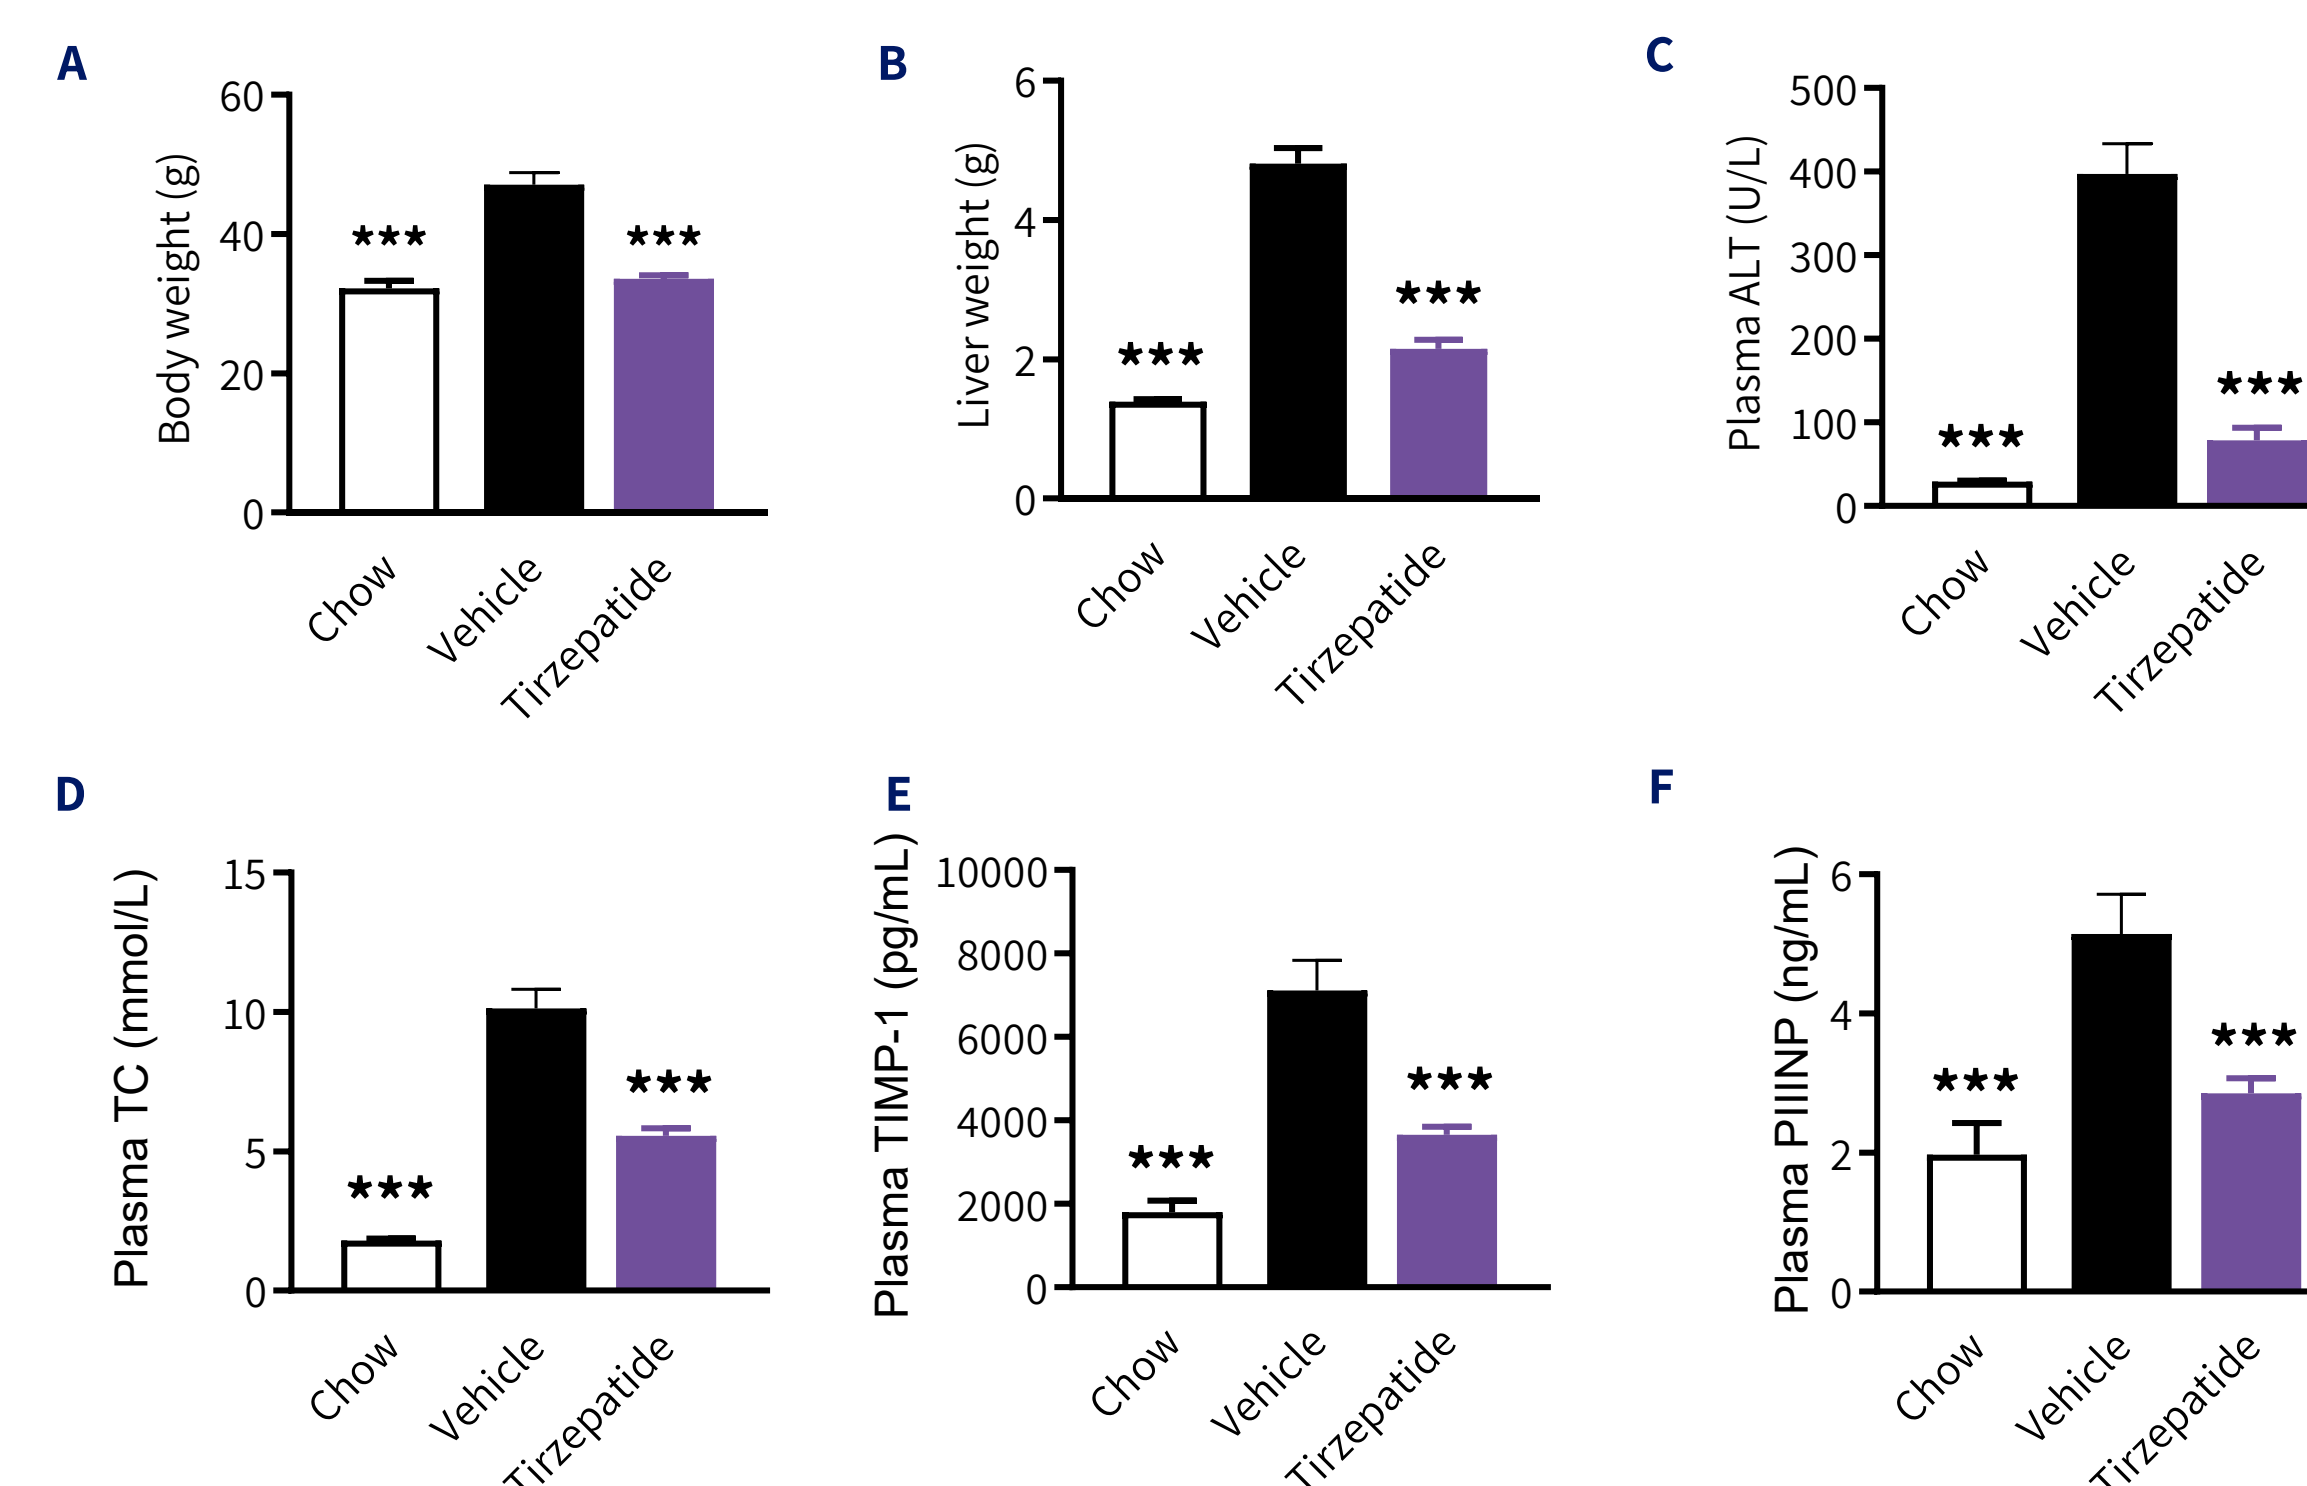 A
Body weight (g)
60
40
20
0
***
***
Chow
Vehicle
Tirzepatide
B
Liver weight (g)
6
4
2
0
***
***
Chow
Vehicle
Tirzepatide
C
Plasma ALT (U/L)
500
400
300
200
100
0
***
***
Chow
Vehicle
Tirzepatide
D
Plasma TC (mmol/L)
15
10
5
0
***
***
Chow
Vehicle
Tirzepatide
E
Plasma TIMP-1 (pg/mL)
10000
8000
6000
4000
2000
0
***
***
Chow
Vehicle
Tirzepatide
F
Plasma PIIINP (ng/mL)
6
4
2
0
***
***
Chow
Vehicle
Tirzepatide